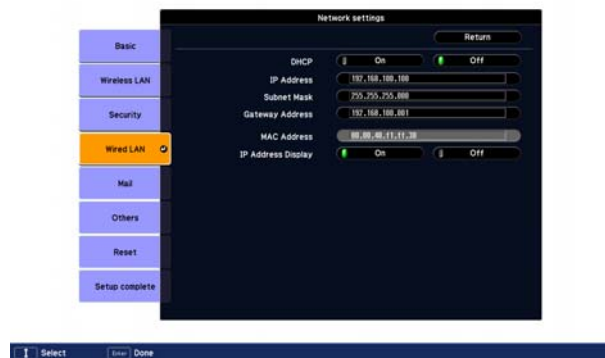 Network settings
Return
Basic
Wireless LAN
Security
Wired LAN
Mail
Others
Reset
Setup complete
DHCP On Off
IP Address 192.168.100.100
Subnet Mask 255.255.255.000
Gateway Address 192.168.100.001
MAC Address
IP Address Display On Off
Select Enter Done